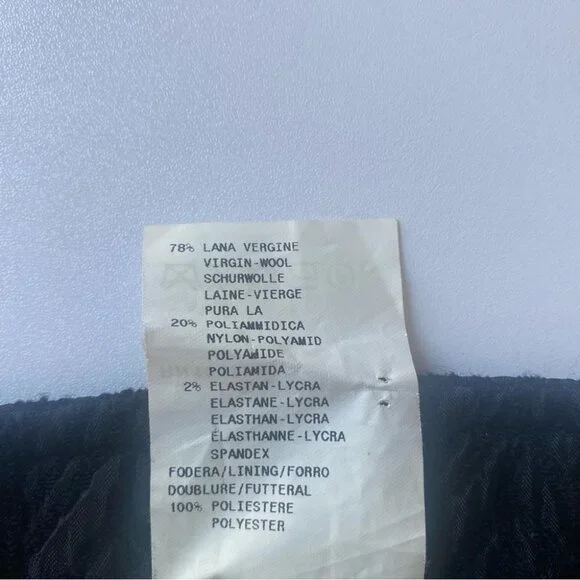 78% LANA VERGINE
VIRGIN-WOOL
SCHURWOLLE
LAINE-VIERGE
PURA LA
20% POLIAMMIDICA
NYLON-POLYAMID
POLYAMIDE
POLIAMIDA
2% ELASTAN-LYCRA
ELASTANE-LYCRA
ELASTHAN-LYCRA
ÉLASTHANNE-LYCRA
SPANDEX
FODERA/LINING/FORRO
DOUBLURE/FUTTERAL
100% POLIESTERE
POLYESTER